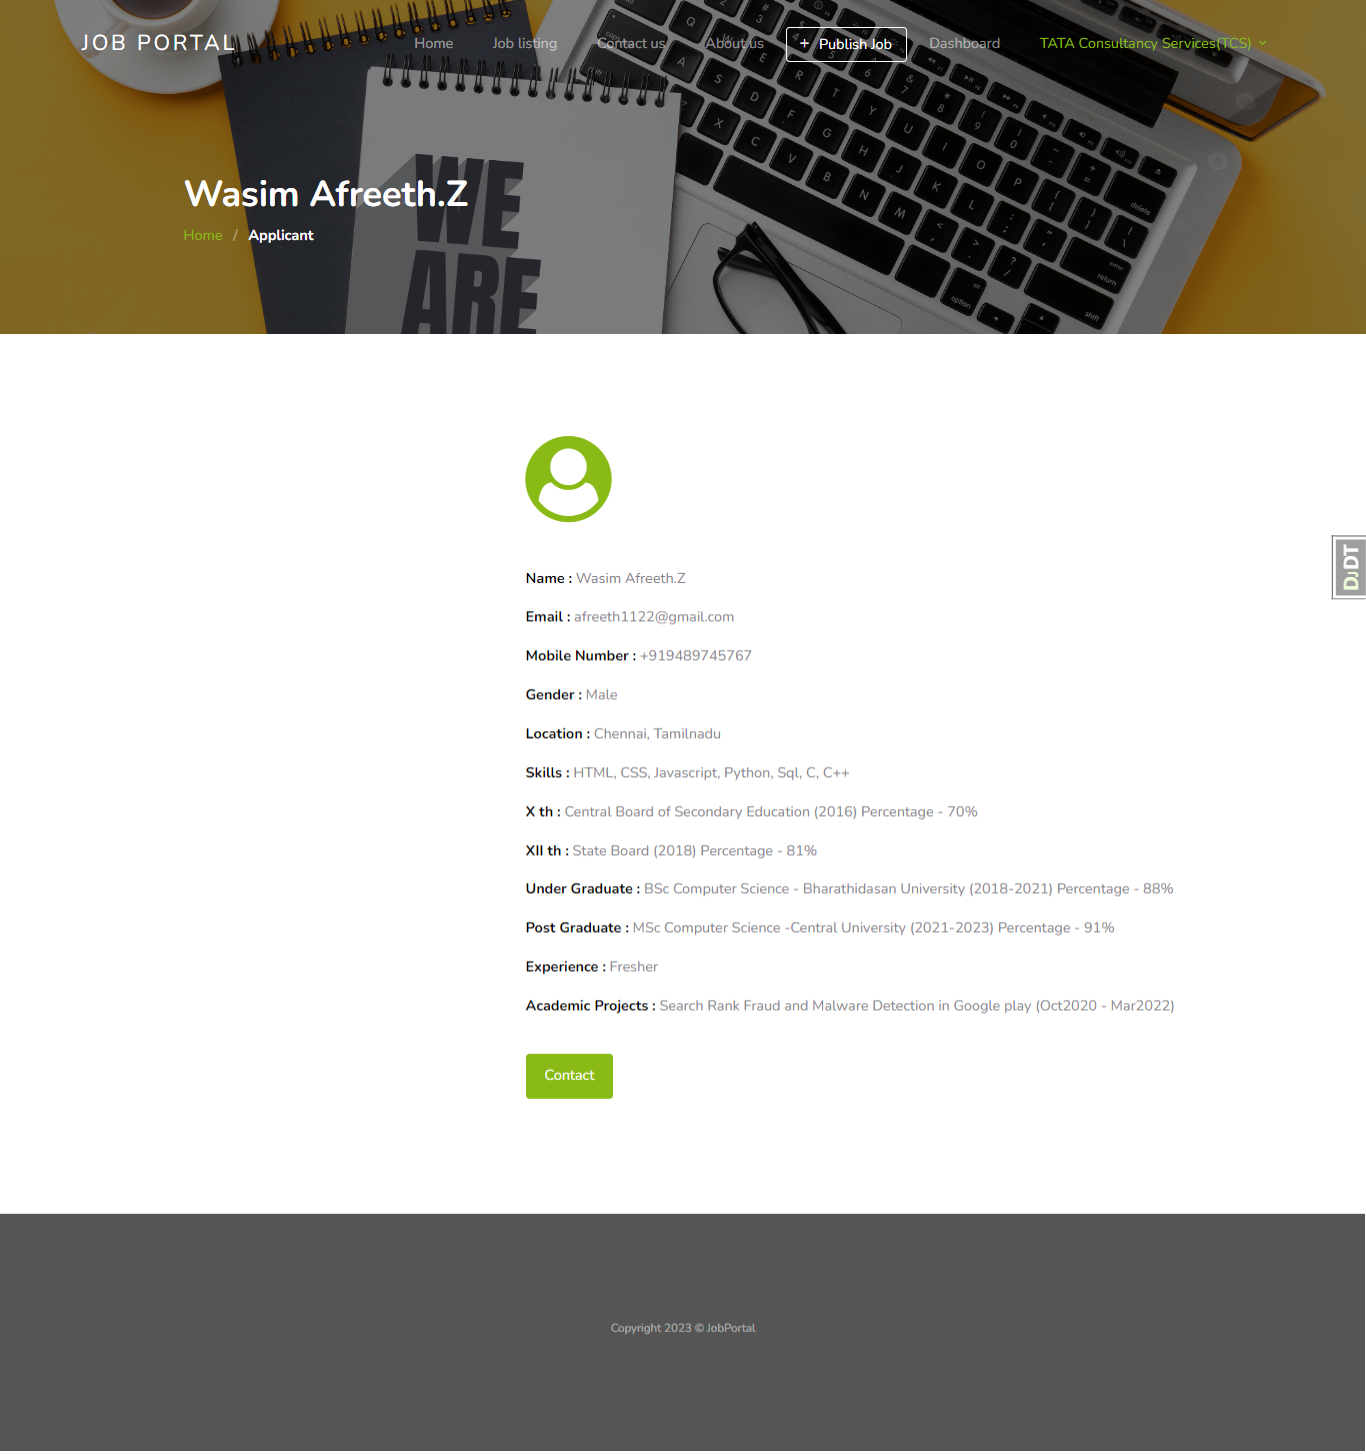 JOB PORTAL
Home
Job listing
Contact us
About us
+ Publish Job
Dashboard
TATA Consultancy Services(TCS)
WE
ARE
Wasim Afreeth.Z
Home / Applicant
DJDT
Name : Wasim Afreeth.Z
Email : afreeth1122@gmail.com
Mobile Number : +919489745767
Gender : Male
Location : Chennai, Tamilnadu
Skills : HTML, CSS, Javascript, Python, Sql, C, C++
X th : Central Board of Secondary Education (2016) Percentage - 70%
XII th : State Board (2018) Percentage - 81%
Under Graduate : BSc Computer Science - Bharathidasan University (2018-2021) Percentage - 88%
Post Graduate : MSc Computer Science -Central University (2021-2023) Percentage - 91%
Experience : Fresher
Academic Projects : Search Rank Fraud and Malware Detection in Google play (Oct2020 - Mar2022)
Contact
Copyright 2023 © JobPortal